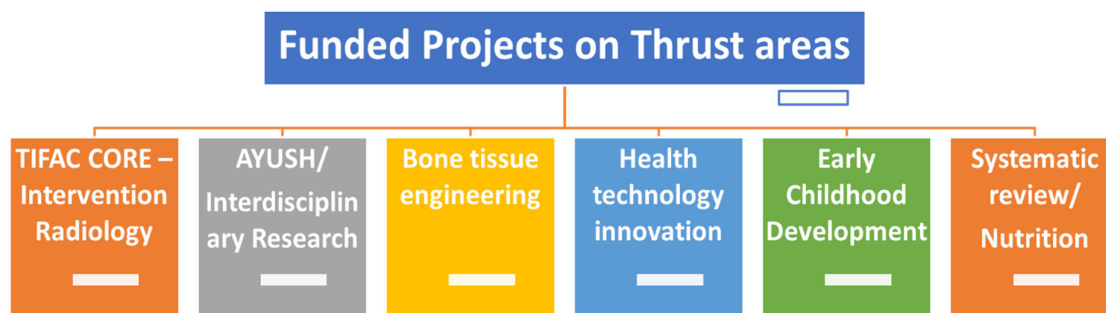 Funded Projects on Thrust areas
TIFAC CORE –
Intervention
Radiology
AYUSH/
Interdisciplin
ary Research
Bone tissue
engineering
Health
technology
innovation
Early
Childhood
Development
Systematic
review/
Nutrition